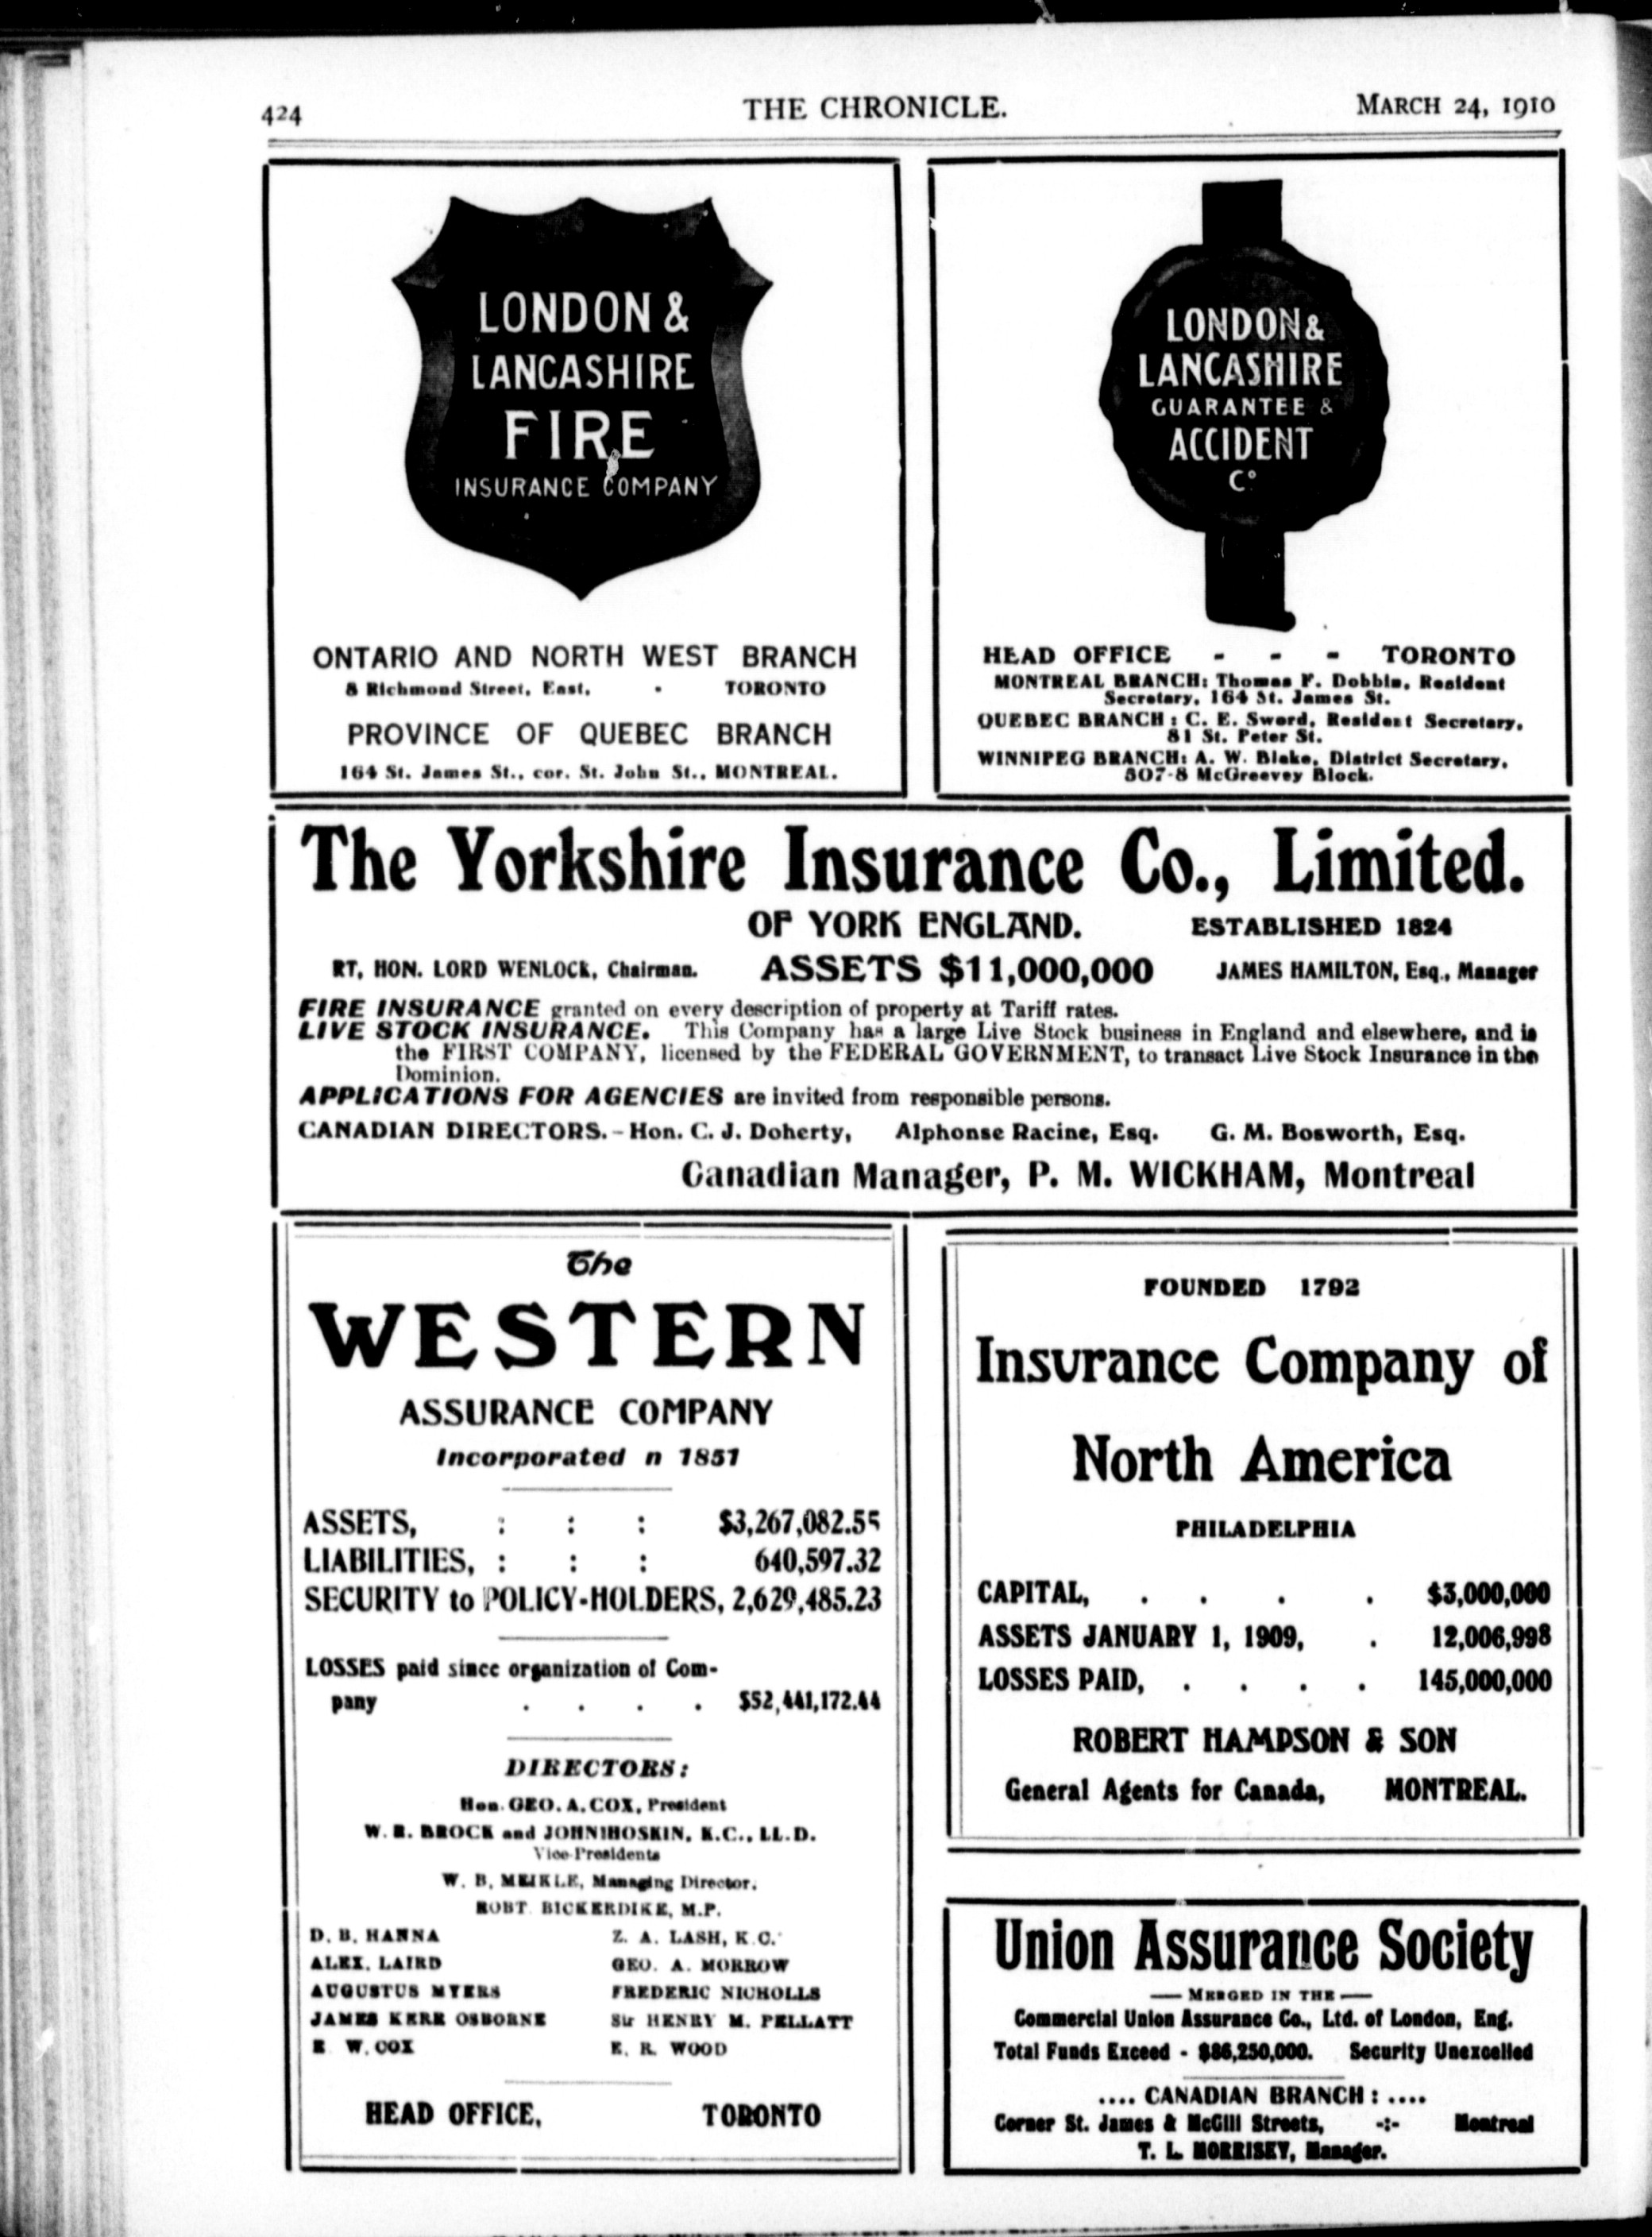 424
THE CHRONICLE.
MARCH 24, 1910
LONDON &
LANCASHIRE
FIRE
INSURANCE COMPANY
ONTARIO AND NORTH WEST BRANCH
8 Richmond Street, East, - TORONTO
PROVINCE OF QUEBEC BRANCH
164 St. James St., cor. St. John St., MONTREAL.
LONDON &
LANCASHIRE
GUARANTEE &
ACCIDENT
Co.
HEAD OFFICE - - - TORONTO
MONTREAL BRANCH: Thomas F. Dobbin, Resident
Secretary, 164 St. James St.
QUEBEC BRANCH: C. E. Sword, Resident Secretary,
81 St. Peter St.
WINNIPEG BRANCH: A. W. Blake, District Secretary,
507-8 McGreevey Block.
The Yorkshire Insurance Co., Limited.
OF YORK ENGLAND. ESTABLISHED 1824
RT, HON. LORD WENLOCK, Chairman. ASSETS $11,000,000 JAMES HAMILTON, Esq., Manager
FIRE INSURANCE granted on every description of property at Tariff rates.
LIVE STOCK INSURANCE. This Company has a large Live Stock business in England and elsewhere, and is
the FIRST COMPANY, licensed by the FEDERAL GOVERNMENT, to transact Live Stock Insurance in the
Dominion.
APPLICATIONS FOR AGENCIES are invited from responsible persons.
CANADIAN DIRECTORS.-Hon. C. J. Doherty, Alphonse Racine, Esq. G. M. Bosworth, Esq.
Canadian Manager, P. M. WICKHAM, Montreal
The
WESTERN
ASSURANCE COMPANY
Incorporated n 1851
ASSETS, : : : $3,267,082.55
LIABILITIES, : : : 640,597.32
SECURITY to POLICY-HOLDERS, 2,629,485.23
LOSSES paid since organization of Com-
pany . . . . $52,441,172.44
DIRECTORS:
Hon. GEO. A. COX, President
W. R. BROCK and JOHN HOSKIN, K.C., LL.D.
Vice-Presidents
W. B, MEIKLE, Managing Director.
ROBT BICKERDIKE, M.P.
D. B. HANNA Z. A. LASH, K.C.
ALEX. LAIRD GEO. A. MORROW
AUGUSTUS MYERS FREDERIC NICHOLLS
JAMES KERR OSBORNE Sir HENRY M. PELLATT
E W. COX E. R. WOOD
HEAD OFFICE, TORONTO
FOUNDED 1792
Insurance Company of
North America
PHILADELPHIA
CAPITAL, . . . . $3,000,000
ASSETS JANUARY 1, 1909, . 12,006,998
LOSSES PAID, . . . . 145,000,000
ROBERT HAMPSON & SON
General Agents for Canada, MONTREAL.
Union Assurance Society
— MERGED IN THE —
Commercial Union Assurance Co., Ltd. of London, Eng.
Total Funds Exceed - $86,250,000. Security Unexcelled
.... CANADIAN BRANCH: ....
Corner St. James & McGill Streets, -:- Montreal
T. L. MORRISEY, Manager.